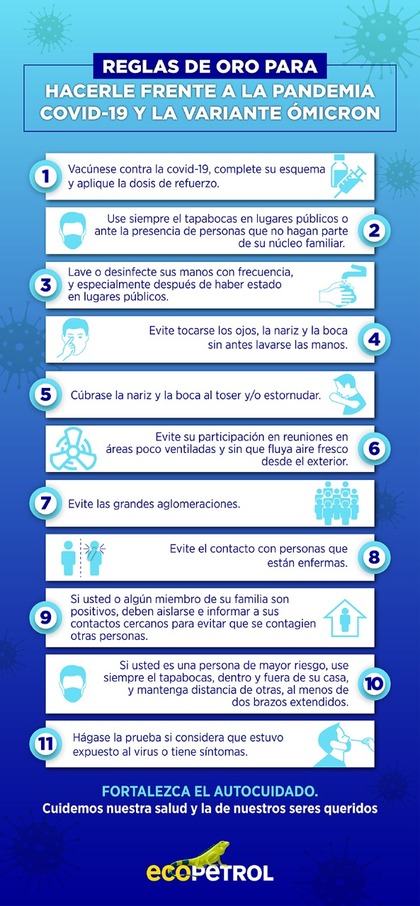 REGLAS DE ORO PARA
HACERLE FRENTE A LA PANDEMIA
COVID-19 Y LA VARIANTE ÓMICRON
1
Vacúnese contra la covid-19, complete su esquema
y aplique la dosis de refuerzo.
Use siempre el tapabocas en lugares públicos o
ante la presencia de personas que no hagan parte
de su núcleo familiar.
2
3
Lave o desinfecte sus manos con frecuencia,
y especialmente después de haber estado
en lugares públicos.
Evite tocarse los ojos, la nariz y la boca
sin antes lavarse las manos.
4
5
Cúbrase la nariz y la boca al toser y/o estornudar.
Evite su participación en reuniones en
áreas poco ventiladas y sin que fluya aire fresco
desde el exterior.
6
7
Evite las grandes aglomeraciones.
Evite el contacto con personas que
están enfermas.
8
9
Si usted o algún miembro de su familia son
positivos, deben aislarse e informar a sus
contactos cercanos para evitar que se contagien
otras personas.
Si usted es una persona de mayor riesgo, use
siempre el tapabocas, dentro y fuera de su casa,
y mantenga distancia de otras, al menos de
dos brazos extendidos.
10
11
Hágase la prueba si considera que estuvo
expuesto al virus o tiene síntomas.
FORTALEZCA EL AUTOCUIDADO.
Cuidemos nuestra salud y la de nuestros seres queridos
ecoPETROL